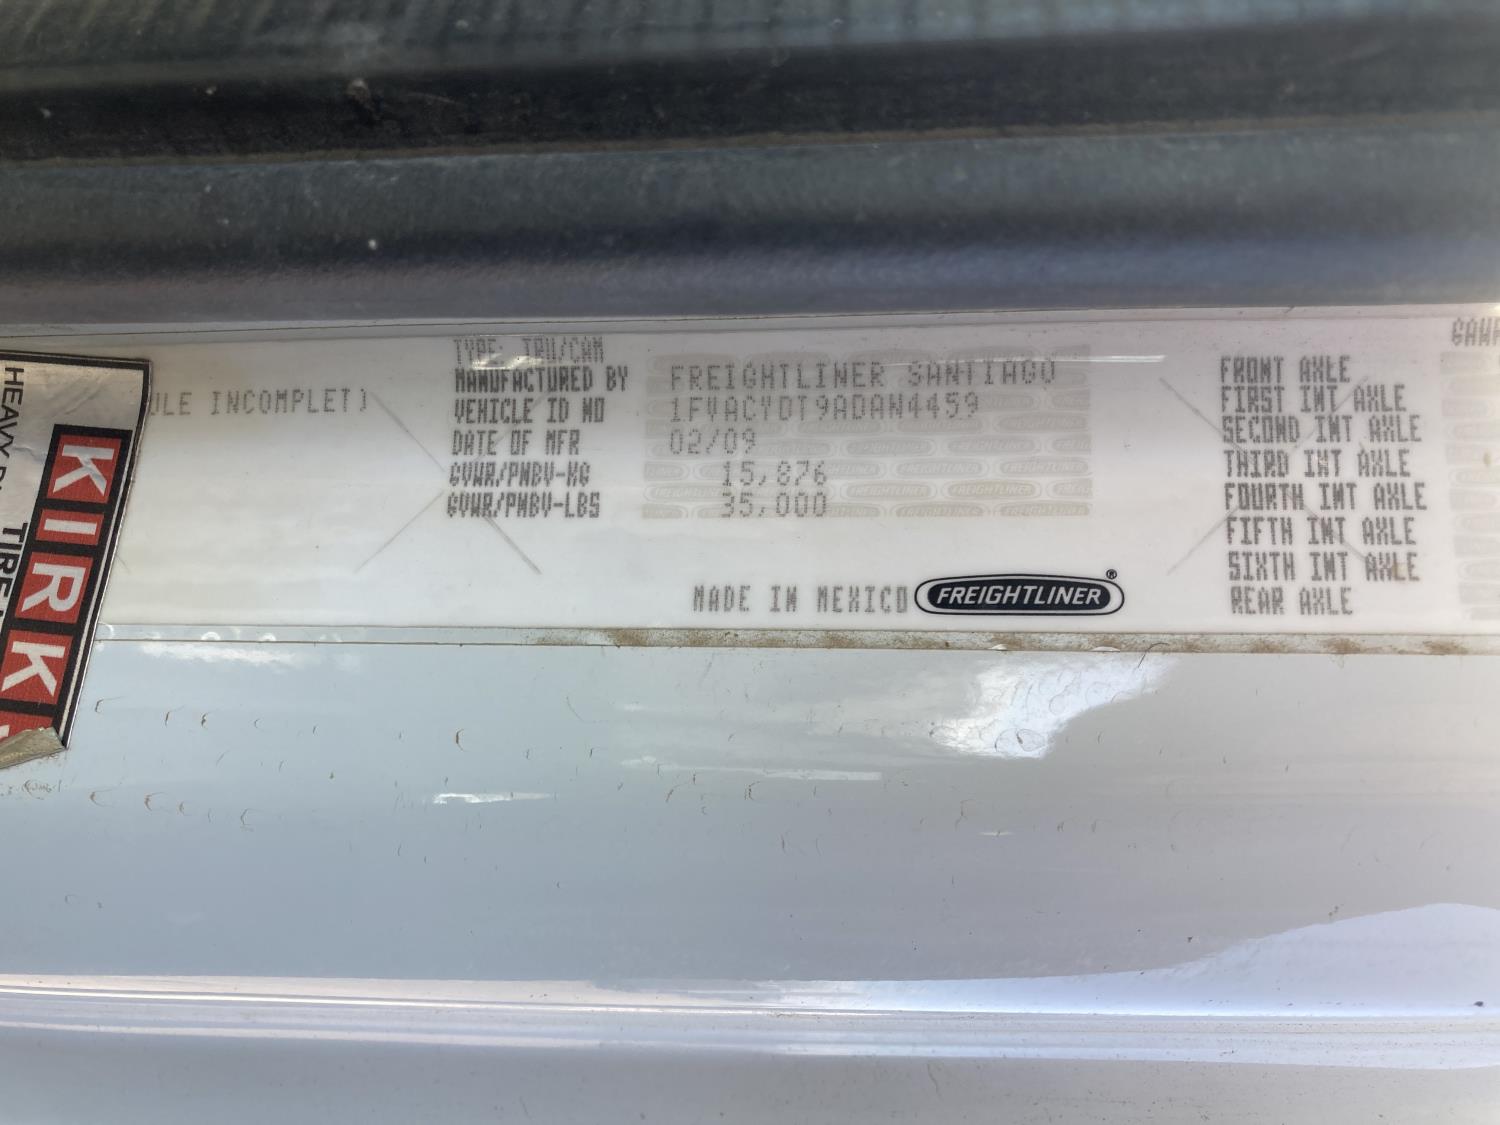 HEAVY
TIRE
KIRK
ULE INCOMPLET)
TYPE: TRU/CAM
MANUFACTURED BY FREIGHTLINER SANTIAGO
VEHICLE ID NO 1FVACYDT9ADAN4459
DATE OF MFR 02/09
GVWR/PNBV-KG 15,876
GVWR/PNBV-LBS 35,000
MADE IN MEXICO FREIGHTLINER®
GAWR
FRONT AXLE
FIRST INT AXLE
SECOND INT AXLE
THIRD INT AXLE
FOURTH INT AXLE
FIFTH INT AXLE
SIXTH INT AXLE
REAR AXLE